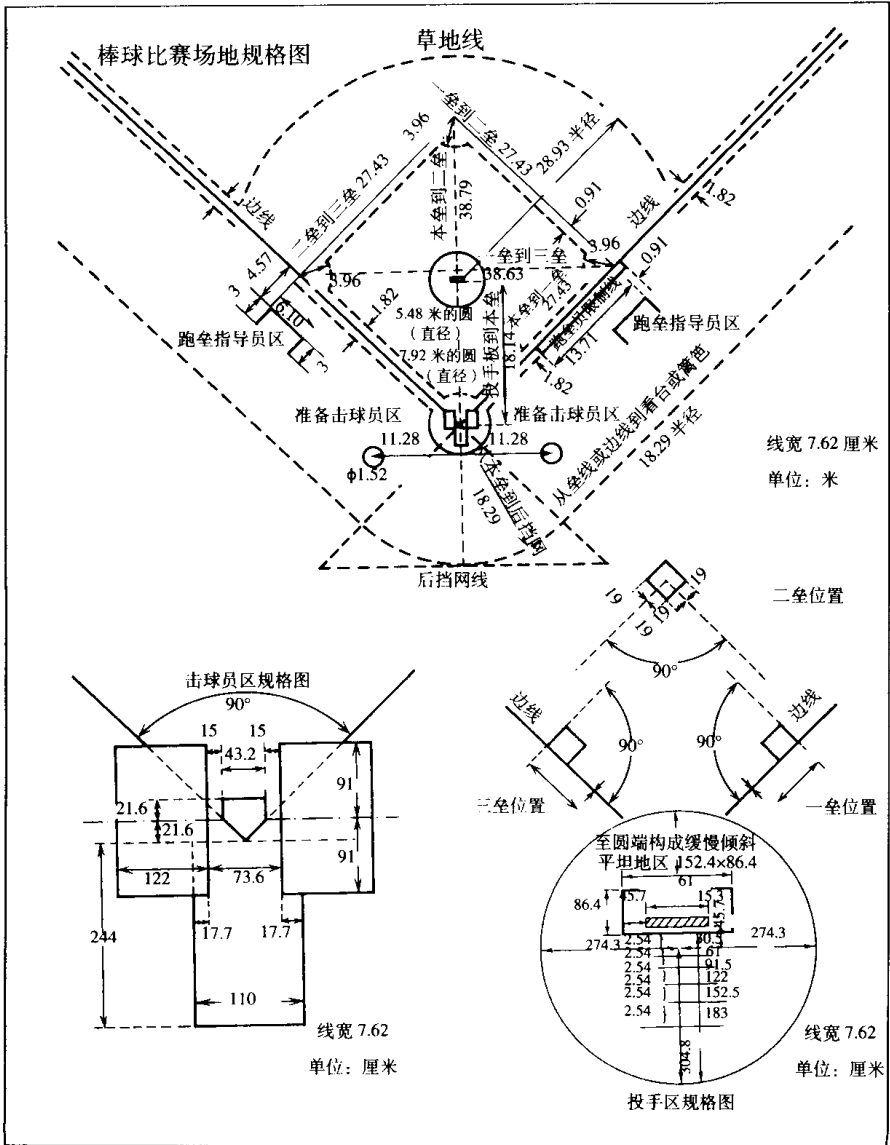 棒球比赛场地规格图
草地线
一垒到二垒 27.43
3.96
28.93 半径
二垒到三垒 27.43
本垒到二垒
38.79
0.91
边线
边线
1.82
一垒到三垒
38.63
3.96
3.96
0.91
4.57
3
6.10
3
1.82
跑垒指导员区
跑垒指导员区
5.48 米的圆
(直径)
7.92 米的圆
(直径)
投手板到本垒
18.14
本垒到一垒
27.43
跑垒员限制线
13.71
1.82
准备击球员区
准备击球员区
11.28
11.28
φ1.52
本垒到后挡网
18.29
从垒线或边线到看台或篱笆
18.29 半径
线宽 7.62 厘米
单位：米
后挡网线
19
19
19
19
二垒位置
90°
边线
边线
90°
90°
三垒位置
一垒位置
击球员区规格图
90°
15
15
43.2
91
21.6
21.6
91
122
73.6
17.7
17.7
244
110
线宽 7.62
单位：厘米
至圆端构成缓慢倾斜
平坦地区 152.4×86.4
61
45.7
15.3
86.4
45.7
274.3
274.3
2.54
30.5
2.54
61
2.54
91.5
2.54
122
2.54
152.5
2.54
183
304.8
线宽 7.62
单位：厘米
投手区规格图